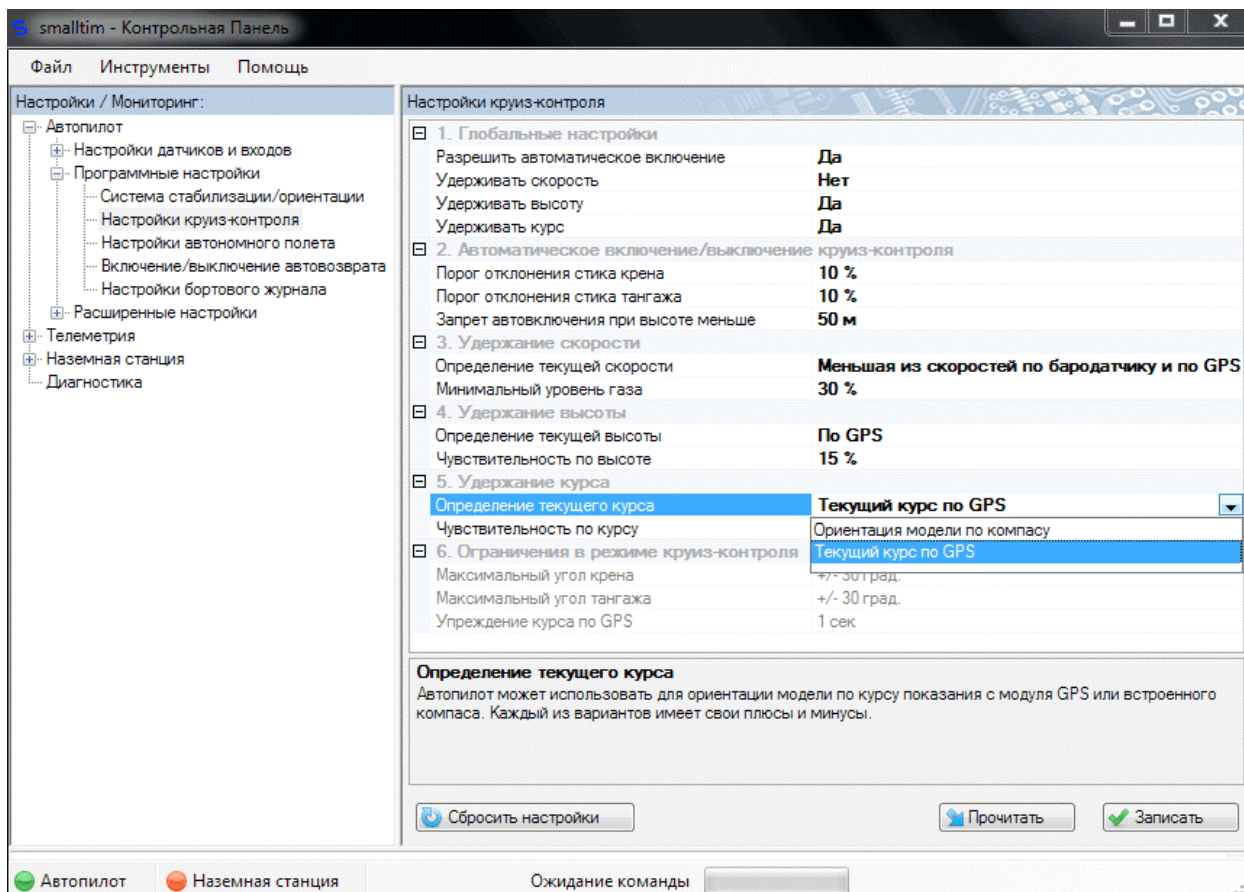 smalltim - Контрольная Панель
Файл Инструменты Помощь
Настройки / Мониторинг:
Автопилот
Настройки датчиков и входов
Программные настройки
Система стабилизации/ориентации
Настройки круиз-контроля
Настройки автономного полета
Включение/выключение автовозврата
Настройки бортового журнала
Расширенные настройки
Телеметрия
Наземная станция
Диагностика
Настройки круиз-контроля
1. Глобальные настройки
Разрешить автоматическое включение Да
Удерживать скорость Нет
Удерживать высоту Да
Удерживать курс Да
2. Автоматическое включение/выключение круиз-контроля
Порог отклонения стика крена 10 %
Порог отклонения стика тангажа 10 %
Запрет автовключения при высоте меньше 50 м
3. Удержание скорости
Определение текущей скорости Меньшая из скоростей по бародатчику и по GPS
Минимальный уровень газа 30 %
4. Удержание высоты
Определение текущей высоты По GPS
Чувствительность по высоте 15 %
5. Удержание курса
Определение текущего курса Текущий курс по GPS
Чувствительность по курсу Ориентация модели по компасу
6. Ограничения в режиме круиз-контроля Текущий курс по GPS
Максимальный угол крена +/- 30 град.
Максимальный угол тангажа +/- 30 град.
Упреждение курса по GPS 1 сек
Определение текущего курса
Автопилот может использовать для ориентации модели по курсу показания с модуля GPS или встроенного
компаса. Каждый из вариантов имеет свои плюсы и минусы.
Сбросить настройки Прочитать Записать
Автопилот Наземная станция Ожидание команды